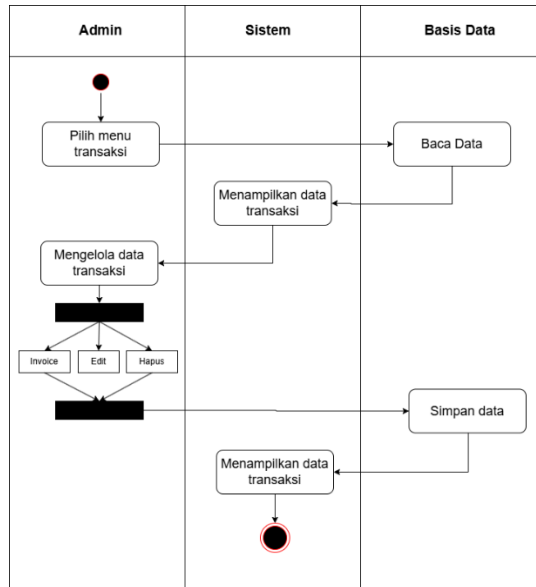 Admin
Sistem
Basis Data
Pilih menu
transaksi
Baca Data
Menampilkan data
transaksi
Mengelola data
transaksi
Invoice
Edit
Hapus
Simpan data
Menampilkan data
transaksi